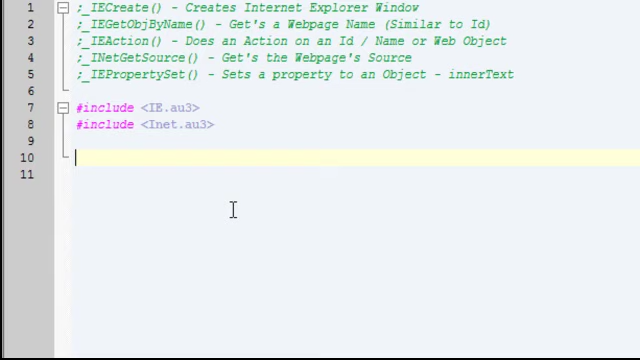 1 ;_IECreate() - Creates Internet Explorer Window
2 ;_IEGetObjByName() - Get's a Webpage Name (Similar to Id)
3 ;_IEAction() - Does an Action on an Id / Name or Web Object
4 ;_INetGetSource() - Get's the Webpage's Source
5 ;_IEPropertySet() - Sets a property to an Object - innerText
6
7 #include <IE.au3>
8 #include <Inet.au3>
9
10
11